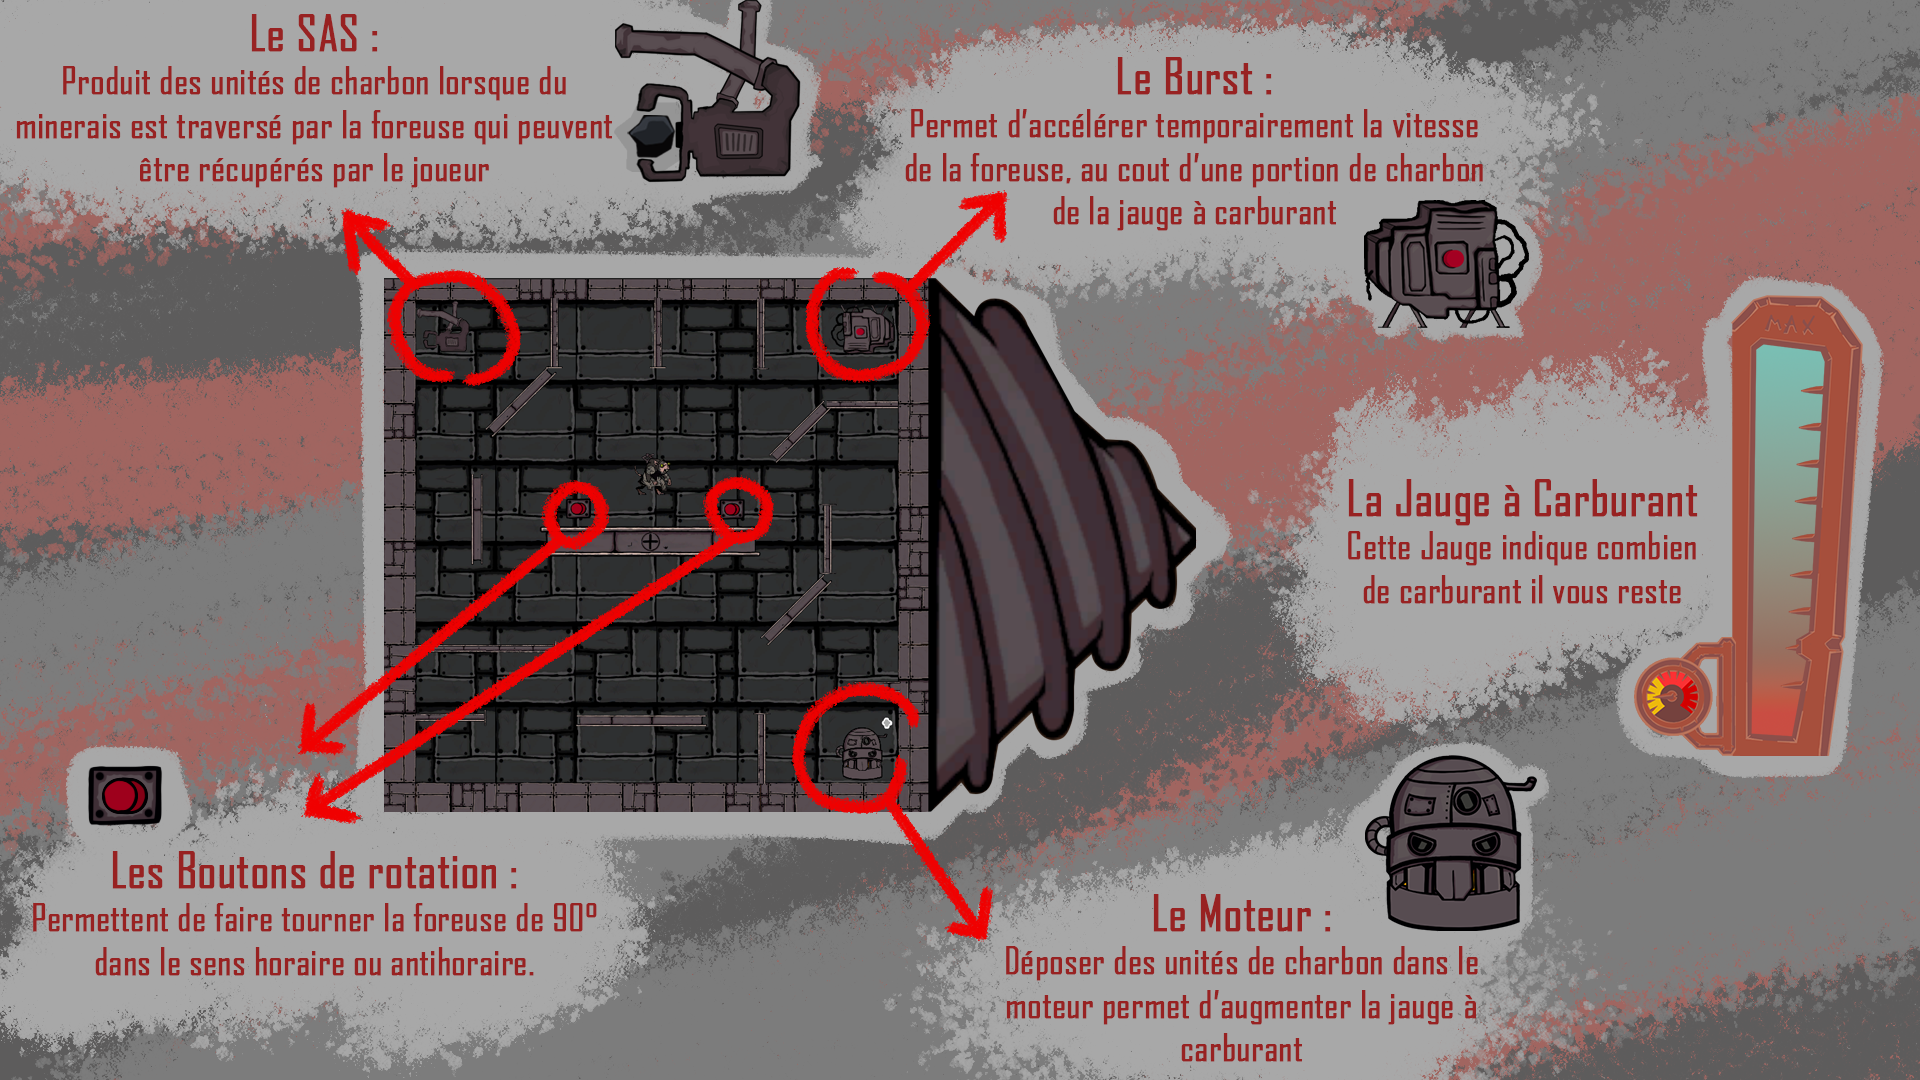 Le SAS :
Produit des unités de charbon lorsque du
minerais est traversé par la foreuse qui peuvent
être récupérés par le joueur
Le Burst :
Permet d'accélérer temporairement la vitesse
de la foreuse, au cout d'une portion de charbon
de la jauge à carburant
MAX
La Jauge à Carburant
Cette Jauge indique combien
de carburant il vous reste
Les Boutons de rotation :
Permettent de faire tourner la foreuse de 90°
dans le sens horaire ou antihoraire.
Le Moteur :
Déposer des unités de charbon dans le
moteur permet d'augmenter la jauge à
carburant